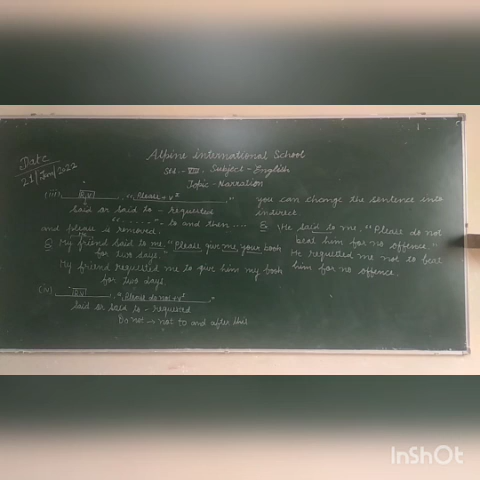 Date
21/Jan/2022
Alpine international School
Std. - VIII. Subject - English
Topic - Narration
(iii) R.V , "Please + v¹ "
said or said to - requested
" - - - - - " to and then ....
and please is removed.
E My friend said to me, "Please give me your book
for two days"
My friend requested me to give him my book
for two days
(iv) R.V , "Please do not + v¹ "
Said or said to - requested
Do not → not to and after that
you can change the sentence into
indirect
E He said to me, "Please do not
beat him for no offence."
He requested me not to beat
him for no offence.
InShOt